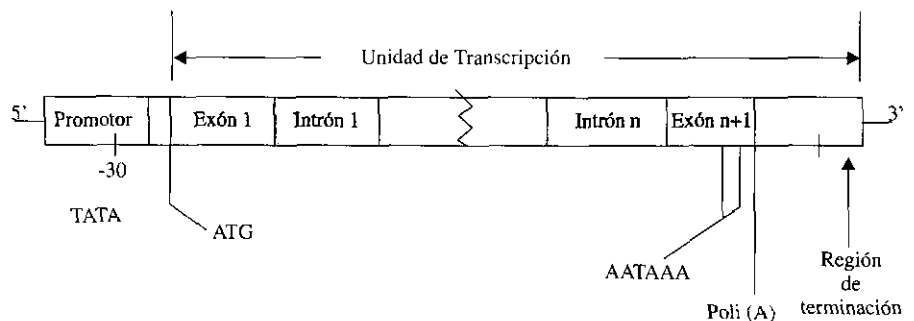 Unidad de Transcripción
5'
Promotor
Exón 1
Intrón 1
Intrón n
Exón n+1
3'
-30
TATA
ATG
AATAAA
Poli (A)
Región
de
terminación